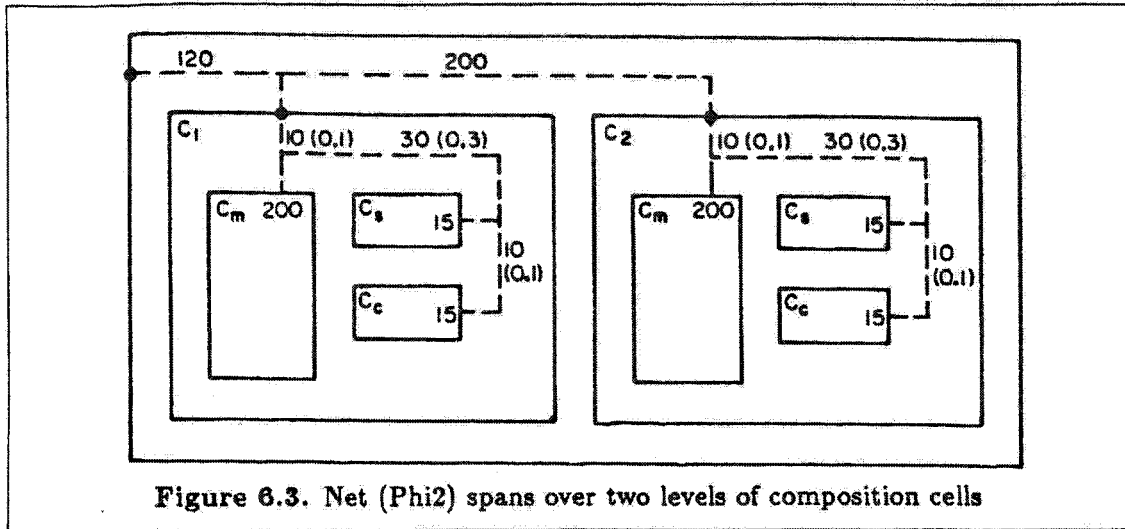 120 200
C1 C2
10 (0.1) 30 (0.3) 10 (0.1) 30 (0.3)
Cm 200 Cs Cm 200 Cs
15 15
10 10
(0.1) (0.1)
Cc Cc
15 15
Figure 6.3. Net (Phi2) spans over two levels of composition cells